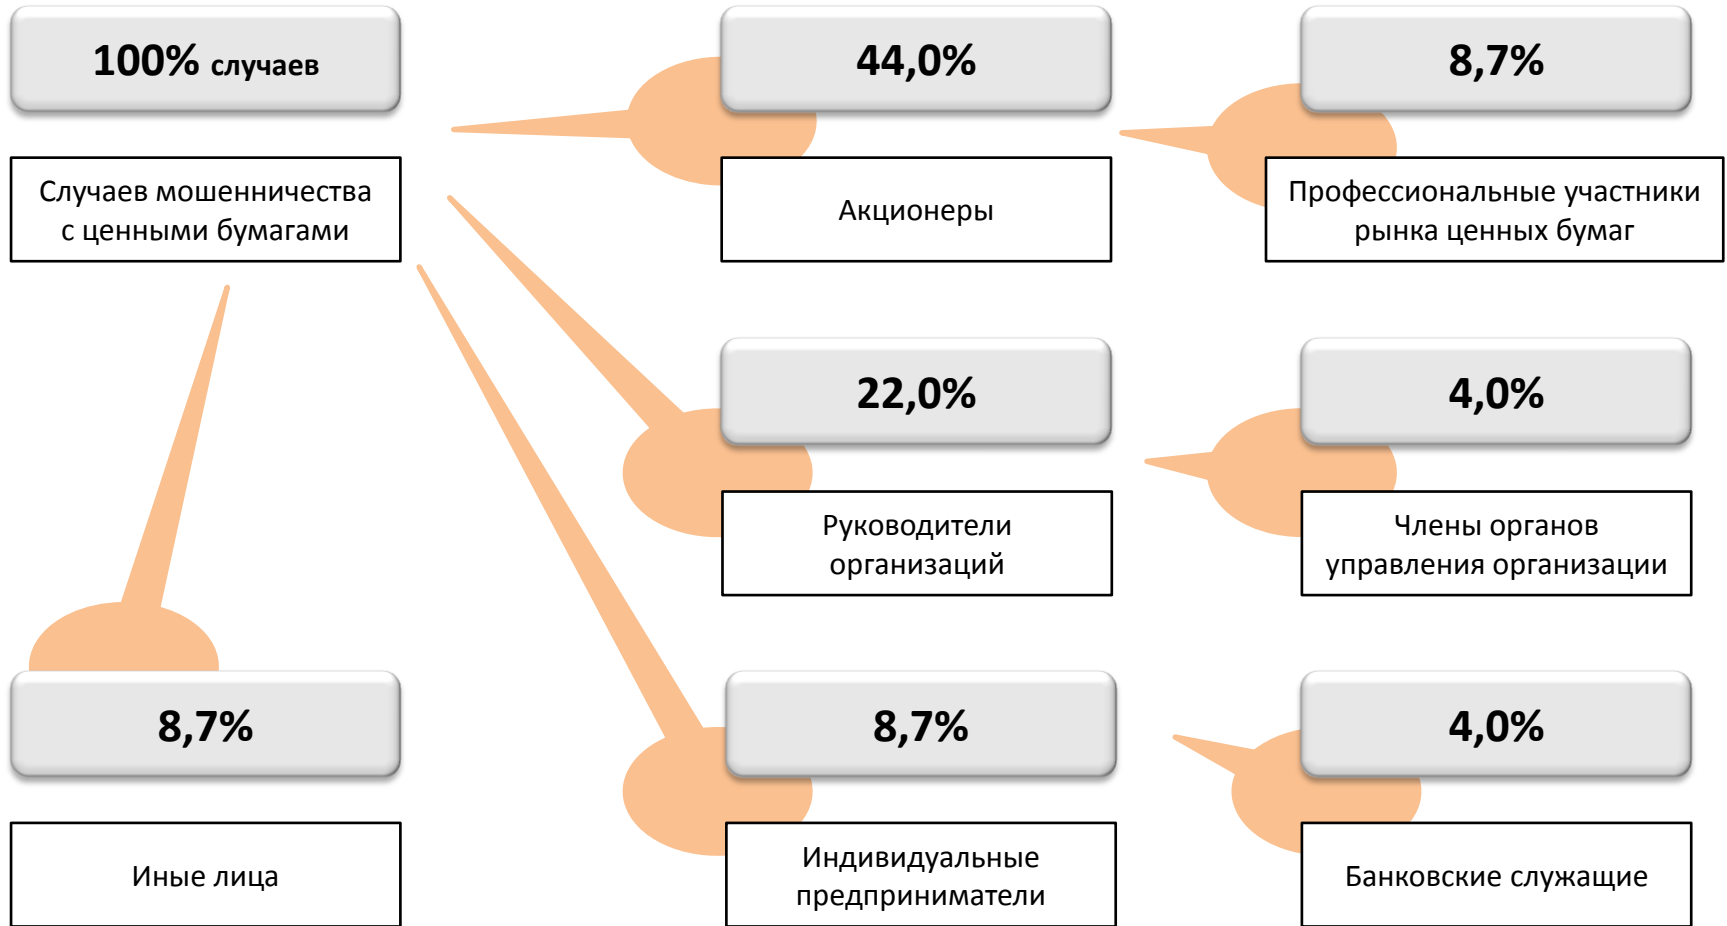 100% случаев
Случаев мошенничества
с ценными бумагами
44,0%
Акционеры
8,7%
Профессиональные участники
рынка ценных бумаг
22,0%
Руководители
организаций
4,0%
Члены органов
управления организации
8,7%
Иные лица
8,7%
Индивидуальные
предприниматели
4,0%
Банковские служащие